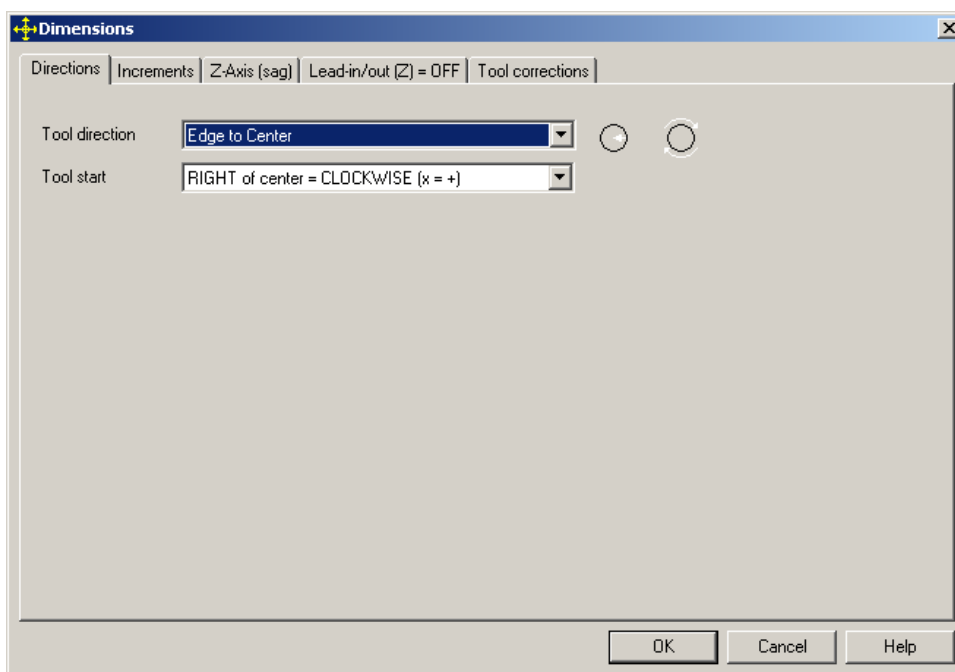 Dimensions
Directions Increments Z-Axis (sag) Lead-in/out (Z) = OFF Tool corrections
Tool direction Edge to Center
Tool start RIGHT of center = CLOCKWISE (x = +)
OK Cancel Help